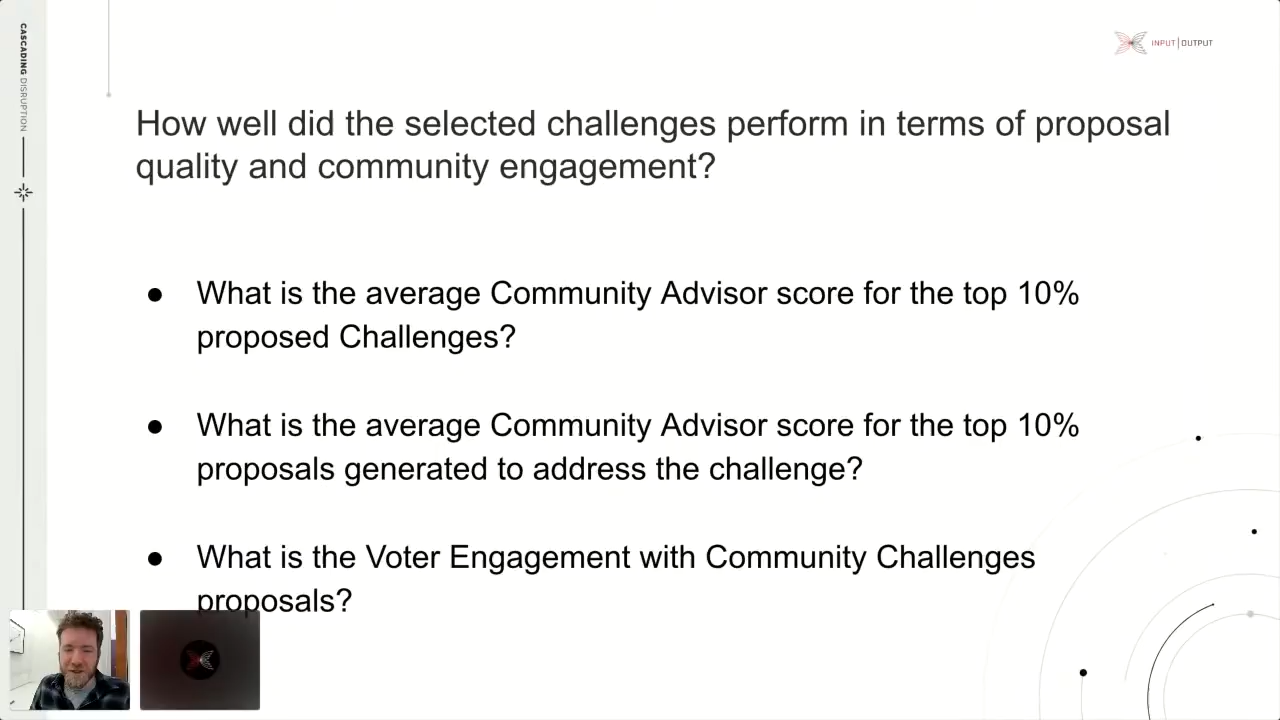 CASCADING DISRUPTION
INPUT | OUTPUT
How well did the selected challenges perform in terms of proposal
quality and community engagement?
● What is the average Community Advisor score for the top 10%
proposed Challenges?
● What is the average Community Advisor score for the top 10%
proposals generated to address the challenge?
● What is the Voter Engagement with Community Challenges
proposals?